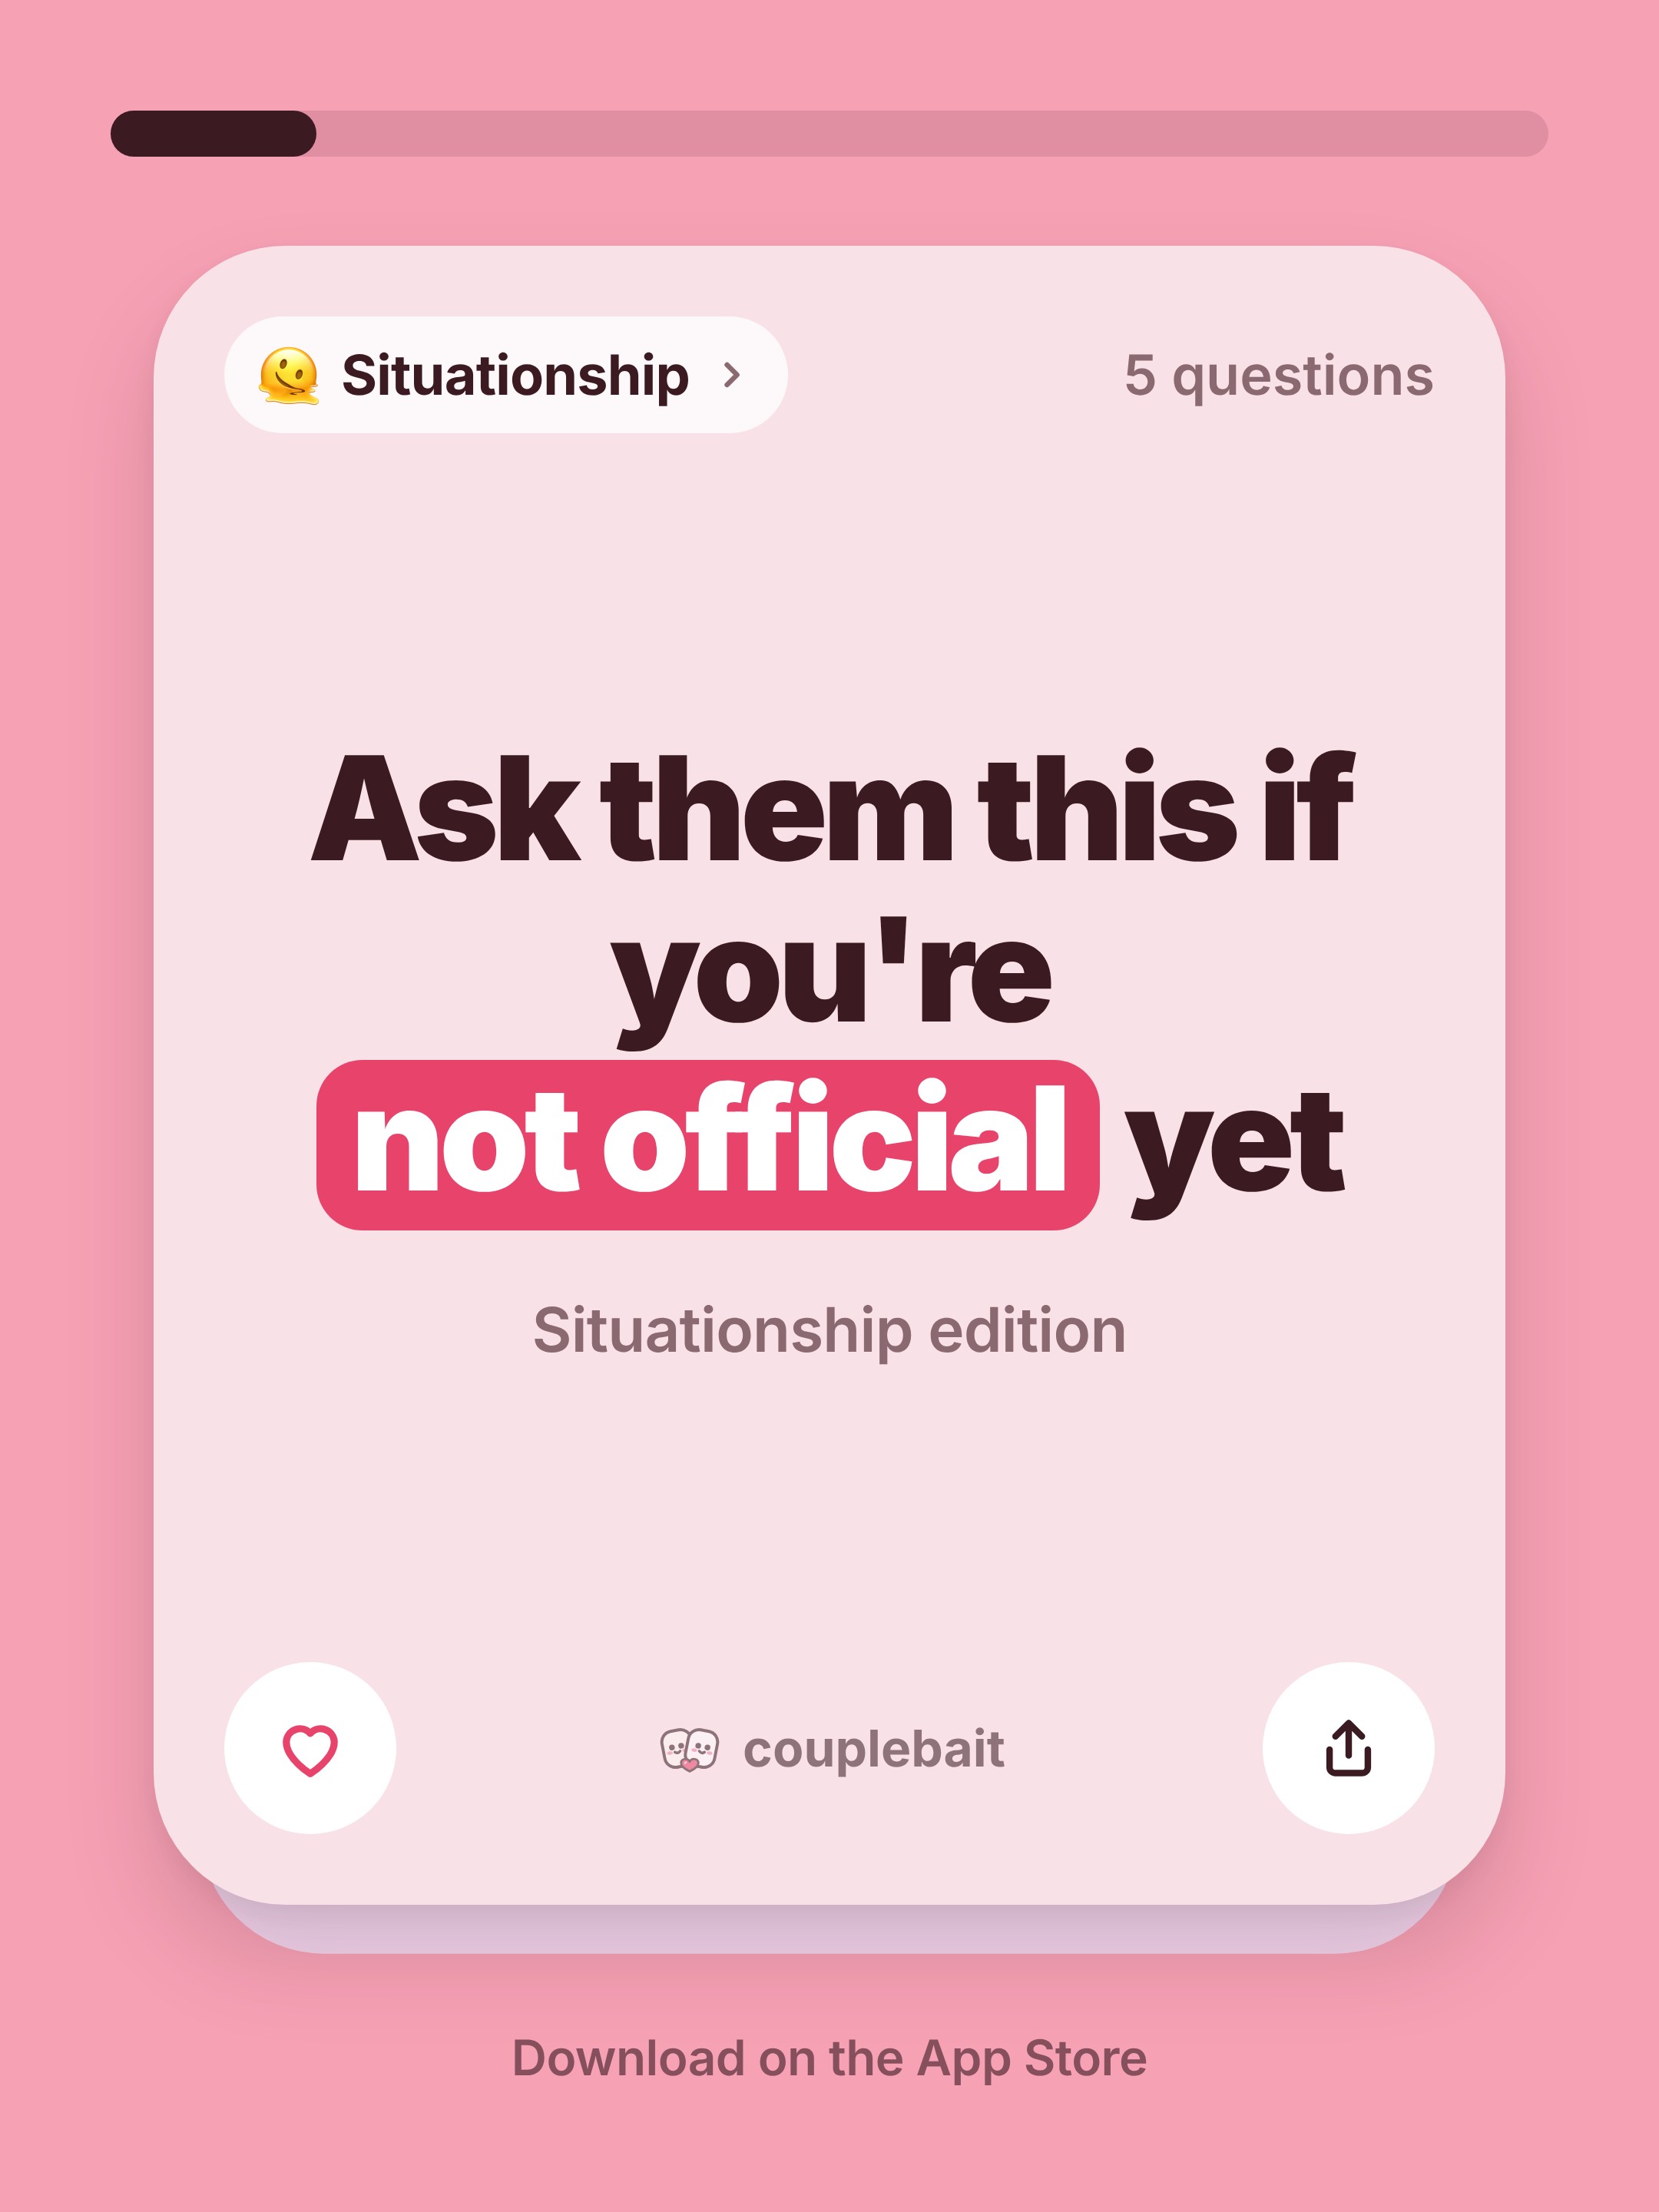 Situationship
5 questions
Ask them this if
you're
not official yet
Situationship edition
couplebait
Download on the App Store